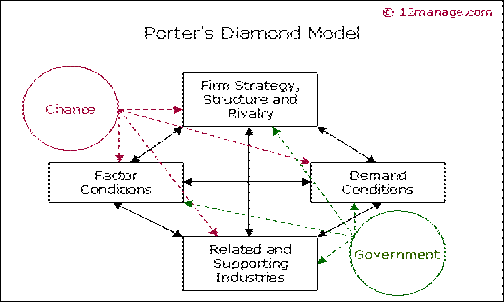 © 12manage.com
Porter's Diamond Model
Firm Strategy,
Structure and
Rivalry
Chance
Factor
Conditions
Demand
Conditions
Related and
Supporting
Industries
Government